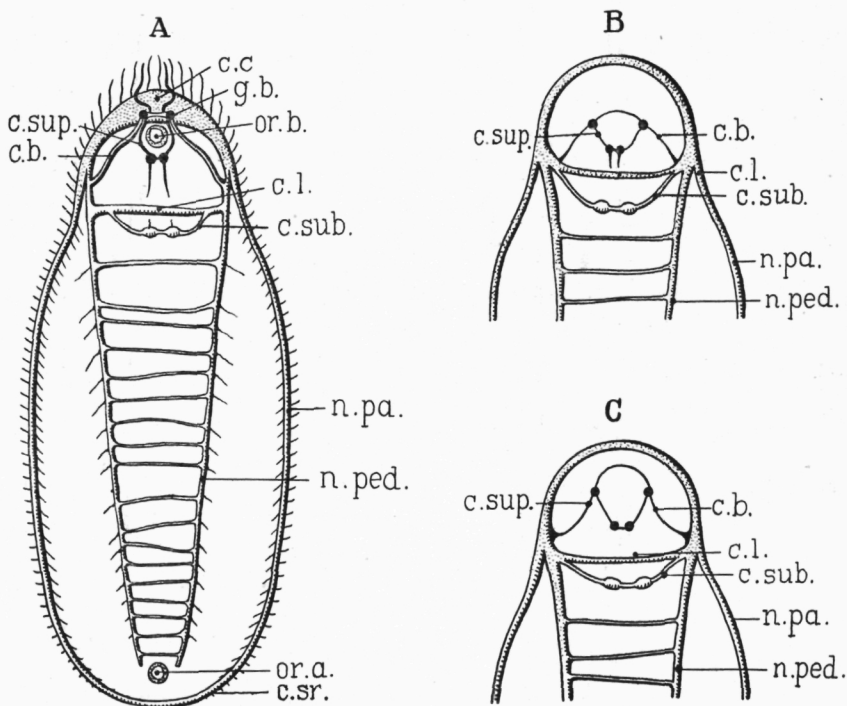 A
c.c
g.b.
c.sup.
or.b.
c.b.
c.l.
c.sub.
n.pa.
n.ped.
or.a.
c.sr.
B
c.sup.
c.b.
c.l.
c.sub.
n.pa.
n.ped.
C
c.sup.
c.b.
c.l.
c.sub.
n.pa.
n.ped.